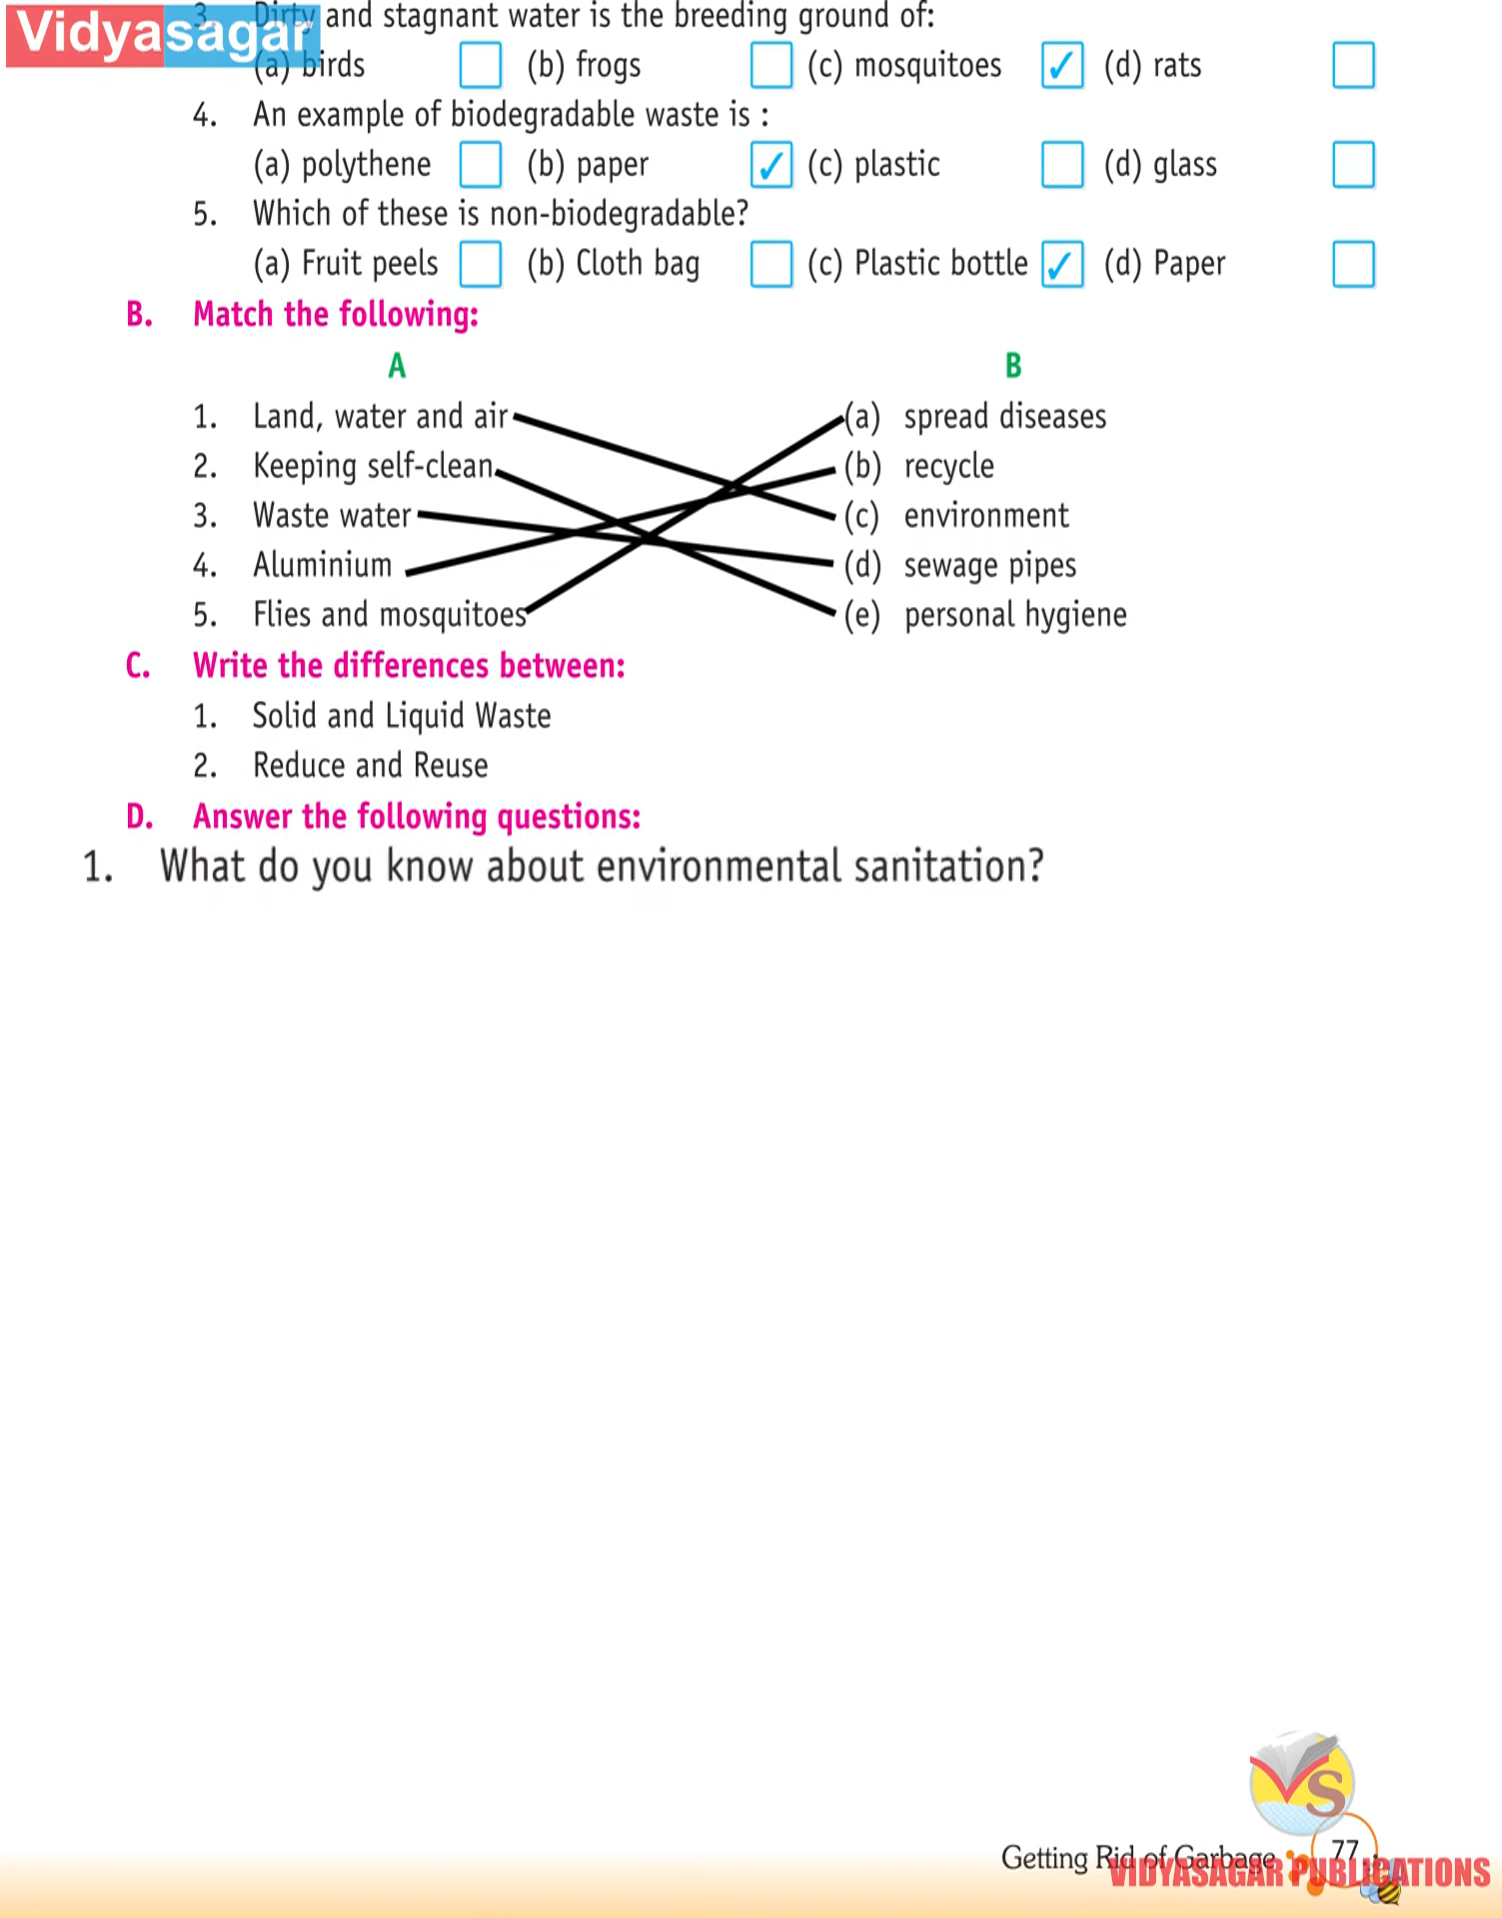 Vidyasagar
3. Dirty and stagnant water is the breeding ground of:
(a) birds (b) frogs (c) mosquitoes ✓ (d) rats
4. An example of biodegradable waste is :
(a) polythene (b) paper ✓ (c) plastic (d) glass
5. Which of these is non-biodegradable?
(a) Fruit peels (b) Cloth bag (c) Plastic bottle ✓ (d) Paper
B. Match the following:
A B
1. Land, water and air (a) spread diseases
2. Keeping self-clean (b) recycle
3. Waste water (c) environment
4. Aluminium (d) sewage pipes
5. Flies and mosquitoes (e) personal hygiene
C. Write the differences between:
1. Solid and Liquid Waste
2. Reduce and Reuse
D. Answer the following questions:
1. What do you know about environmental sanitation?
VS
Getting Rid of Garbage 77
VIDYASAGAR PUBLICATIONS